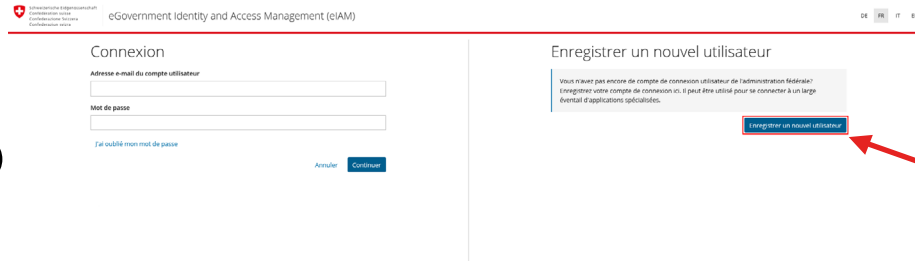 Schweizerische Eidgenossenschaft
Confédération suisse
Confederazione Svizzera
Confederaziun svizra
eGovernment Identity and Access Management (eIAM)
DE FR IT
Connexion
Adresse e-mail du compte utilisateur
Mot de passe
J'ai oublié mon mot de passe
Annuler Continuer
Enregistrer un nouvel utilisateur
Vous n'avez pas encore de compte de connexion utilisateur de l'administration fédérale?
Enregistrez votre compte de connexion ici. Il peut être utilisé pour se connecter à un large
éventail d'applications spécialisées.
Enregistrer un nouvel utilisateur